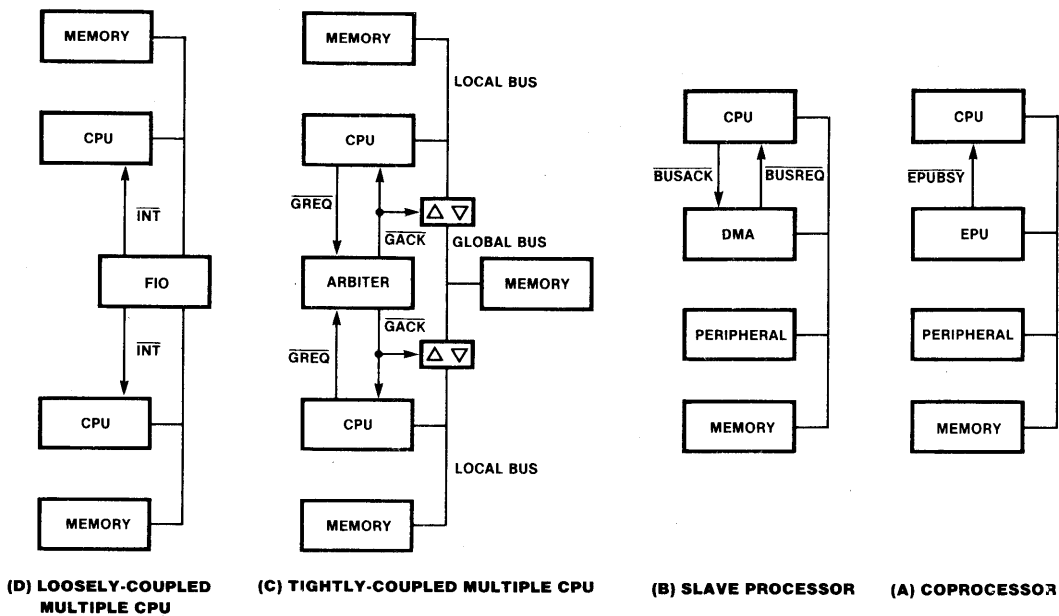 MEMORY
CPU
INT
FIO
INT
CPU
MEMORY
(D) LOOSELY-COUPLED
MULTIPLE CPU
MEMORY
LOCAL BUS
CPU
GREQ
GACK
GLOBAL BUS
ARBITER
MEMORY
GACK
GREQ
CPU
LOCAL BUS
MEMORY
(C) TIGHTLY-COUPLED MULTIPLE CPU
CPU
BUSACK
BUSREQ
DMA
PERIPHERAL
MEMORY
(B) SLAVE PROCESSOR
CPU
EPUBSY
EPU
PERIPHERAL
MEMORY
(A) COPROCESSOR